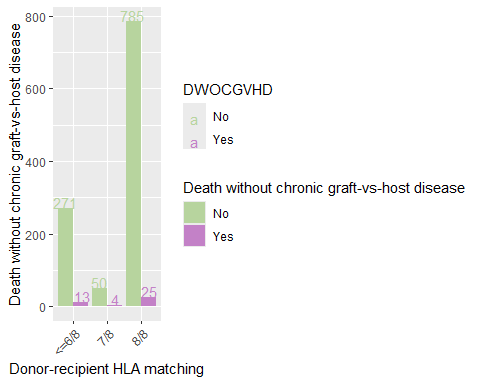 Death without chronic graft-vs-host disease
800
600
400
200
0
785
271
50
25
13
4
<=6/8
7/8
8/8
Donor-recipient HLA matching
DWOCGVHD
a No
a Yes
Death without chronic graft-vs-host disease
No
Yes